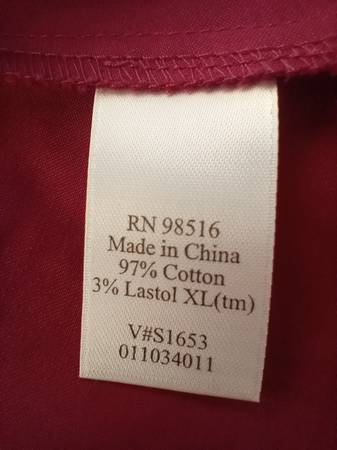 RN 98516
Made in China
97% Cotton
3% Lastol XL(tm)
V#S1653
011034011